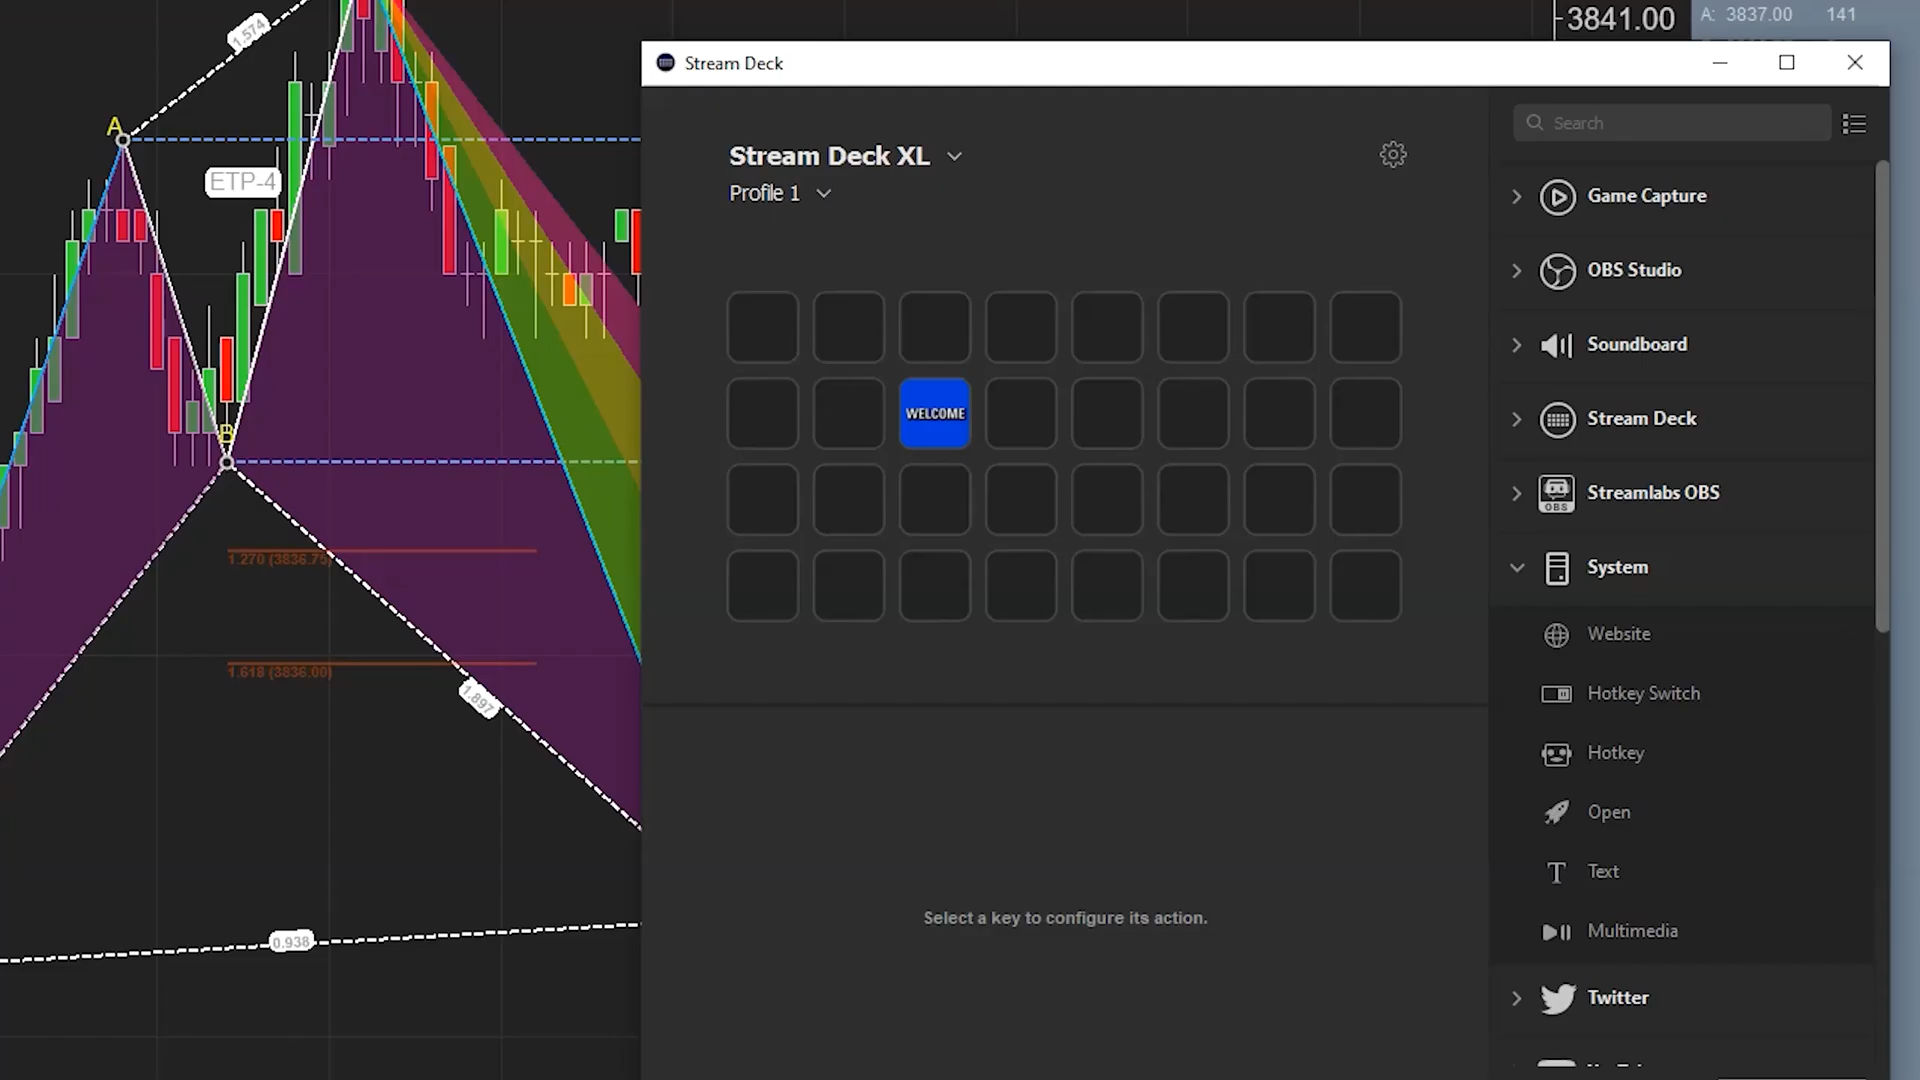 3841.00
A: 3837.00 141
Stream Deck
1.574
A
ETP-4
B
1.270 (3836.75)
1.618 (3836.00)
1.897
0.938
Stream Deck XL
Profile 1
WELCOME
Select a key to configure its action.
Search
Game Capture
OBS Studio
Soundboard
Stream Deck
OBS
Streamlabs OBS
System
Website
Hotkey Switch
Hotkey
Open
Text
Multimedia
Twitter